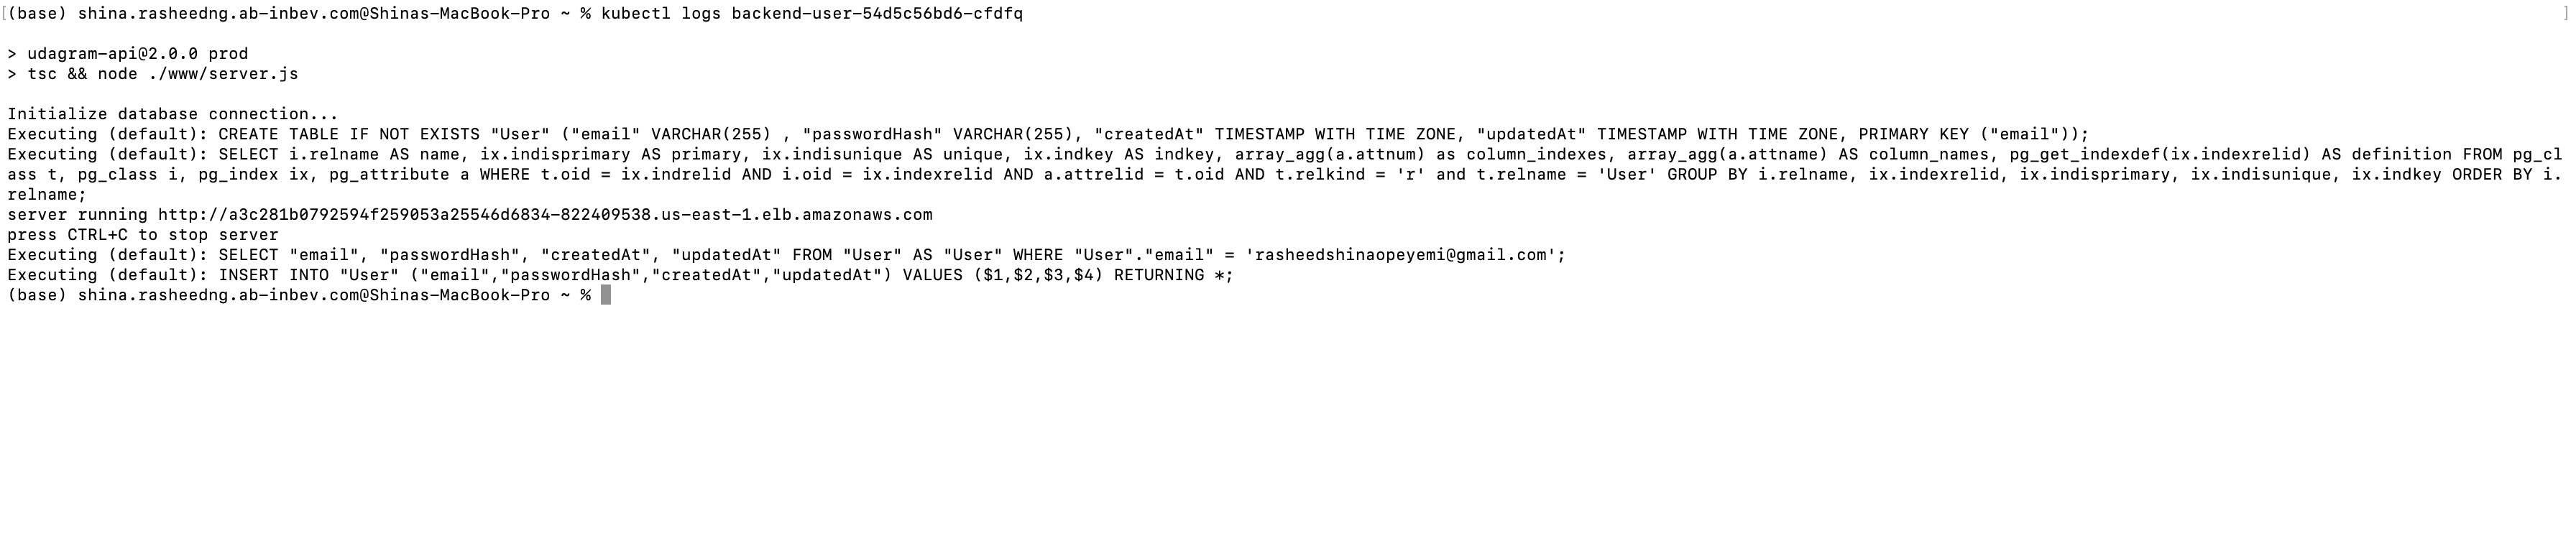 (base) shina.rasheedng.ab-inbev.com@Shinas-MacBook-Pro ~ % kubectl logs backend-user-54d5c56bd6-cfdfq
> udagram-api@2.0.0 prod
> tsc && node ./www/server.js
Initialize database connection...
Executing (default): CREATE TABLE IF NOT EXISTS "User" ("email" VARCHAR(255) , "passwordHash" VARCHAR(255), "createdAt" TIMESTAMP WITH TIME ZONE, "updatedAt" TIMESTAMP WITH TIME ZONE, PRIMARY KEY ("email"));
Executing (default): SELECT i.relname AS name, ix.indisprimary AS primary, ix.indisunique AS unique, ix.indkey AS indkey, array_agg(a.attnum) as column_indexes, array_agg(a.attname) AS column_names, pg_get_indexdef(ix.indexrelid) AS definition FROM pg_cl
ass t, pg_class i, pg_index ix, pg_attribute a WHERE t.oid = ix.indrelid AND i.oid = ix.indexrelid AND a.attrelid = t.oid AND t.relkind = 'r' and t.relname = 'User' GROUP BY i.relname, ix.indexrelid, ix.indisprimary, ix.indisunique, ix.indkey ORDER BY i.
relname;
server running http://a3c281b0792594f259053a25546d6834-822409538.us-east-1.elb.amazonaws.com
press CTRL+C to stop server
Executing (default): SELECT "email", "passwordHash", "createdAt", "updatedAt" FROM "User" AS "User" WHERE "User"."email" = 'rasheedshinaopeyemi@gmail.com';
Executing (default): INSERT INTO "User" ("email","passwordHash","createdAt","updatedAt") VALUES ($1,$2,$3,$4) RETURNING *;
(base) shina.rasheedng.ab-inbev.com@Shinas-MacBook-Pro ~ %